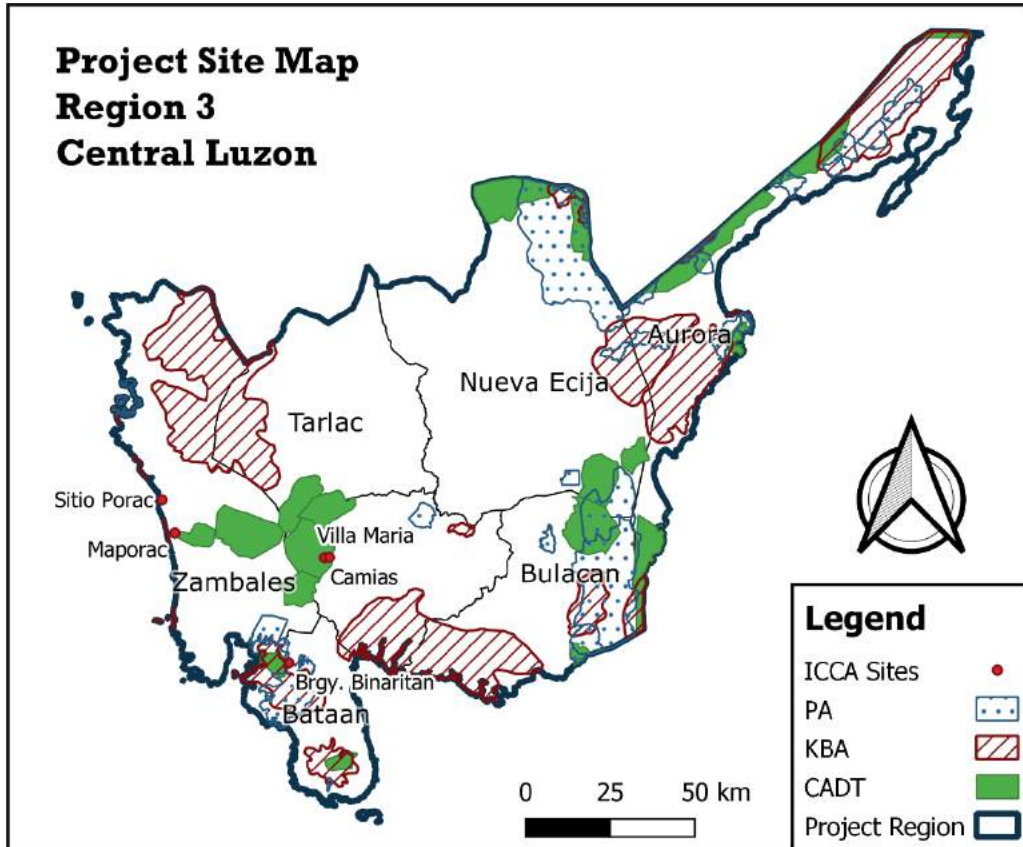 Project Site Map
Region 3
Central Luzon
Aurora
Nueva Ecija
Tarlac
Sitio Porac
Villa Maria
Maporac
Zambales
Camias
Bulacan
Brgy. Binaritan
Bataan
0 25 50 km
Legend
ICCA Sites
PA
KBA
CADT
Project Region